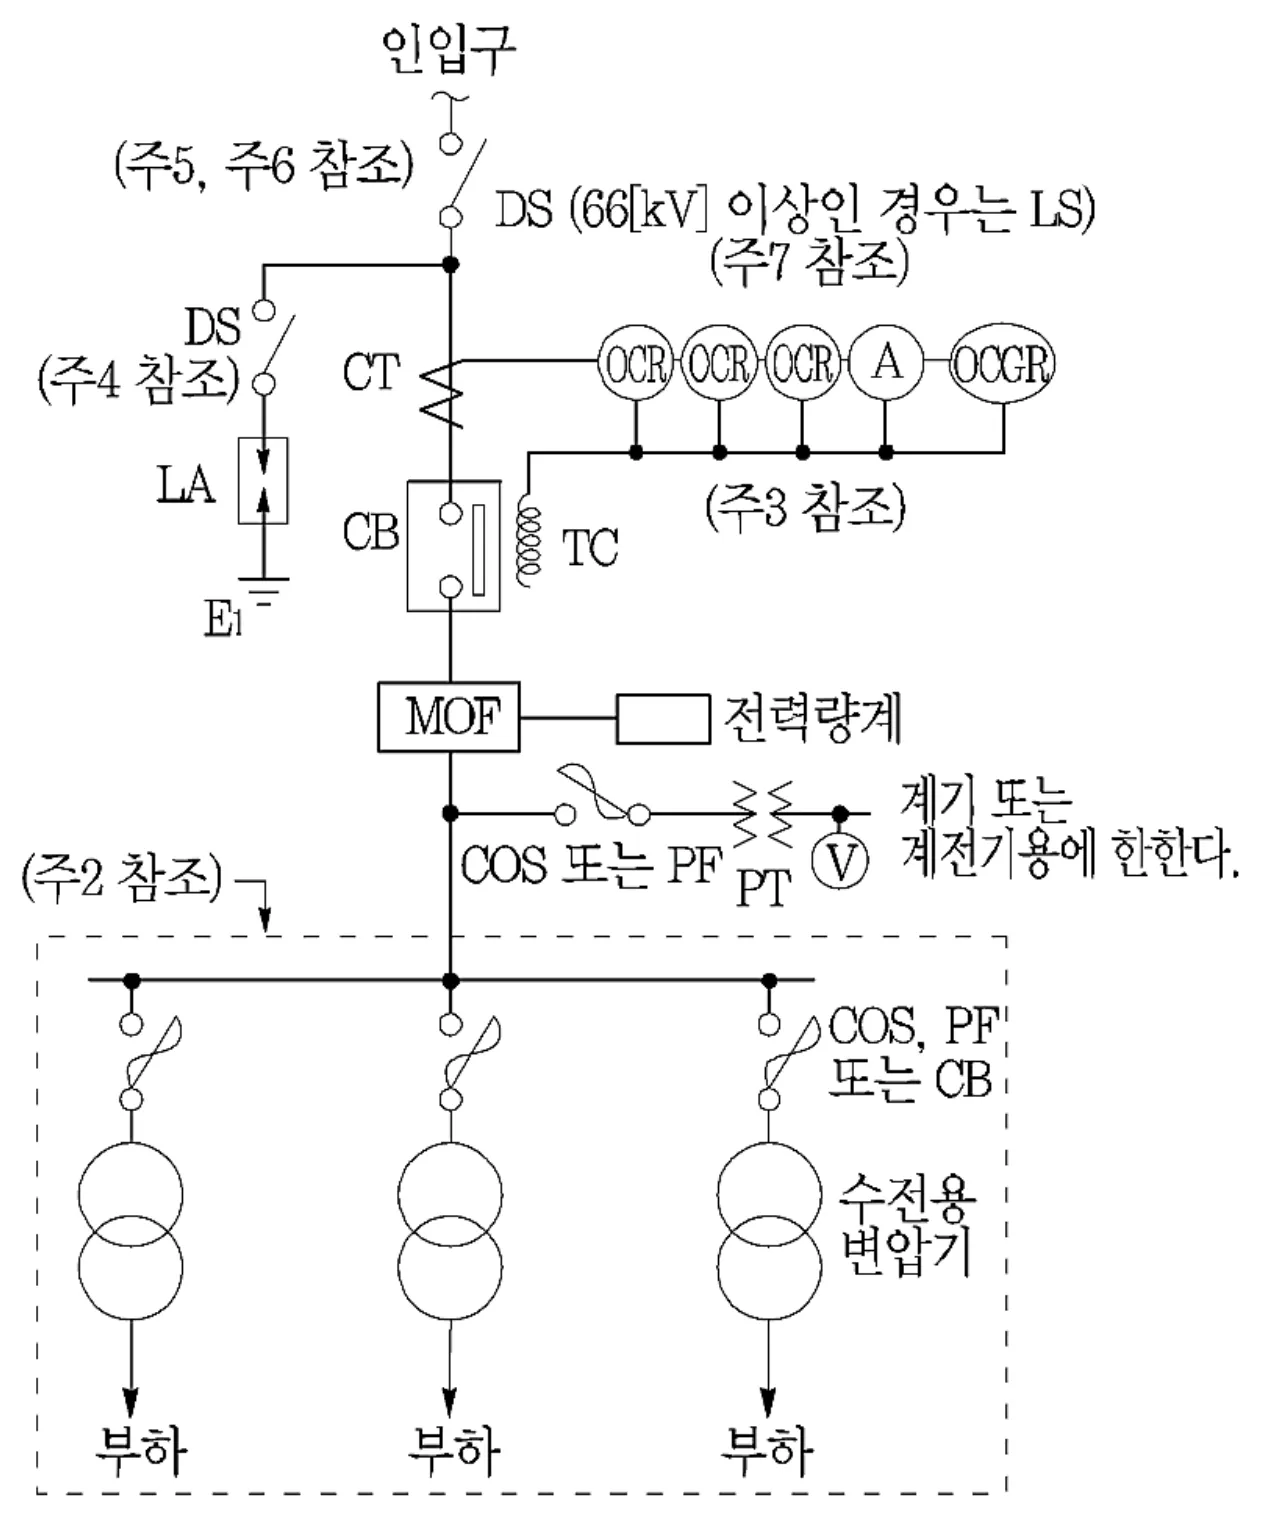 인입구
(주5, 주6 참조)
DS (66[kV] 이상인 경우는 LS)
(주7 참조)
DS
(주4 참조)
CT
OCR OCR OCR A OCGR
LA
CB
TC
(주3 참조)
E1
MOF
전력량계
COS 또는 PF
PT
V
계기 또는
계전기용에 한한다.
(주2 참조)
COS, PF
또는 CB
수전용
변압기
부하 부하 부하